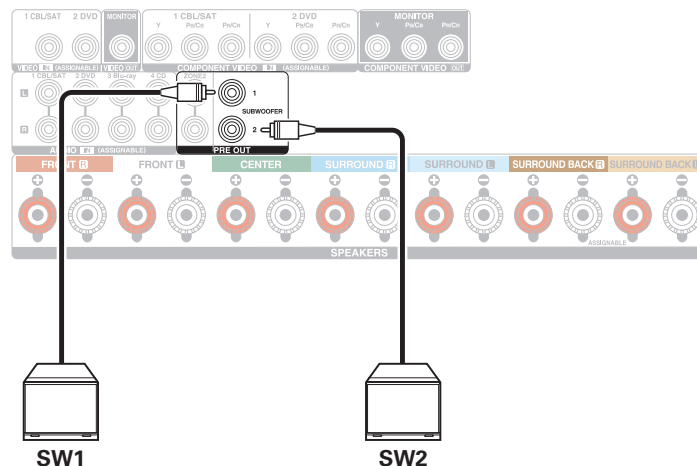 1 CBL/SAT 2 DVD MONITOR 1 CBL/SAT 2 DVD MONITOR
Y PB/CB PR/CR Y PB/CB PR/CR Y PB/CB PR/CR
VIDEO IN (ASSIGNABLE) VIDEO OUT COMPONENT VIDEO IN (ASSIGNABLE) COMPONENT VIDEO OUT
1 CBL/SAT 2 DVD 3 Blu-ray 4 CD ZONE2
L 1
SUBWOOFER
R 2
IN (ASSIGNABLE) PRE OUT
FRONT R FRONT L CENTER SURROUND R SURROUND L SURROUND BACK R SURROUND BACK
ASSIGNABLE
SPEAKERS
SW1 SW2